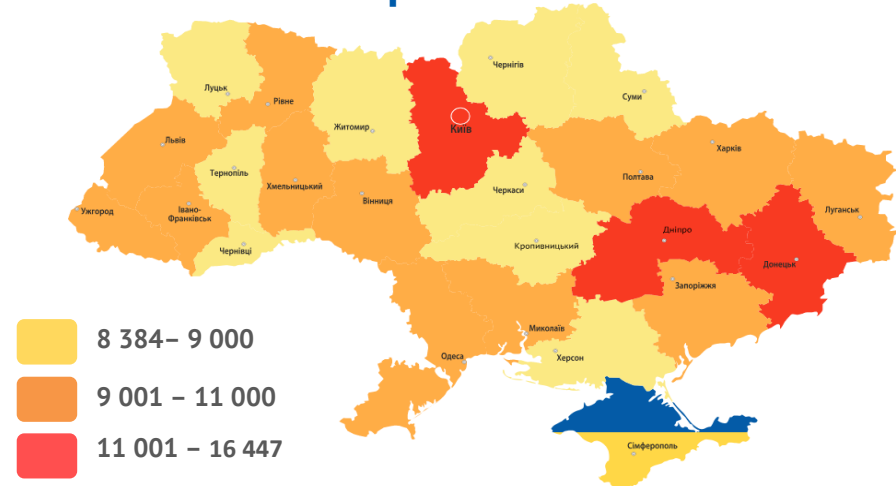 Чернігів
Луцьк
Суми
Рівне
Київ
Житомир
Львів
Харків
Тернопіль
Полтава
Хмельницький
Черкаси
Вінниця
Ужгород
Івано-
Франківськ
Луганськ
Дніпро
Чернівці
Кропивницький
Донецьк
Запоріжжя
Миколаїв
8 384– 9 000
Одеса
Херсон
9 001 – 11 000
11 001 – 16 447
Сімферополь